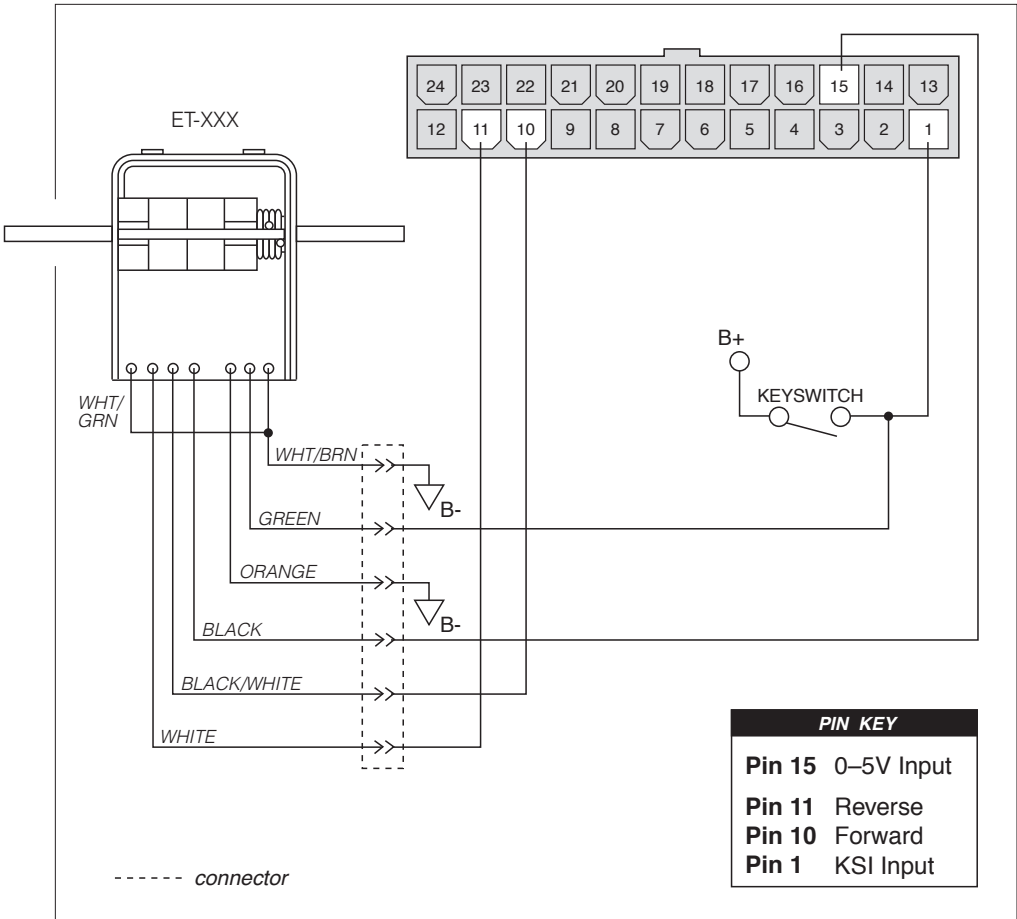 ET-XXX
24 23 22 21 20 19 18 17 16 15 14 13
12 11 10 9 8 7 6 5 4 3 2 1
B+
KEYSWITCH
WHT/
GRN
WHT/BRN
B-
GREEN
ORANGE
B-
BLACK
BLACK/WHITE
WHITE
PIN KEY
Pin 15 0–5V Input
Pin 11 Reverse
Pin 10 Forward
Pin 1 KSI Input
connector